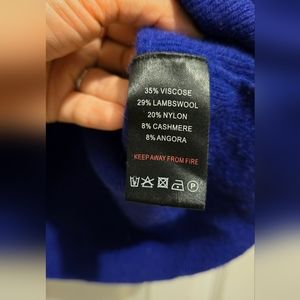 35% VISCOSE
29% LAMBSWOOL
20% NYLON
8% CASHMERE
8% ANGORA
KEEP AWAY FROM FIRE